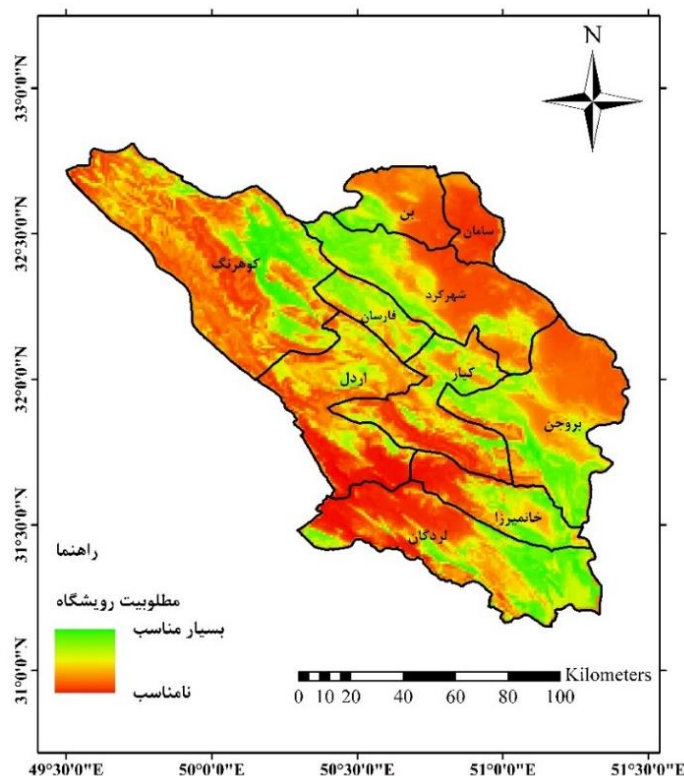 N
33°0'0"N
32°30'0"N
32°0'0"N
31°30'0"N
31°0'0"N
بن
سامان
کوهرنگ
شهرکرد
فارسان
کیار
اردل
بروجن
خانمیرزا
لردگان
راهنما
مطلوبیت رویشگاه
بسیار مناسب
نامناسب
Kilometers
0 10 20 40 60 80 100
49°30'0"E 50°0'0"E 50°30'0"E 51°0'0"E 51°30'0"E